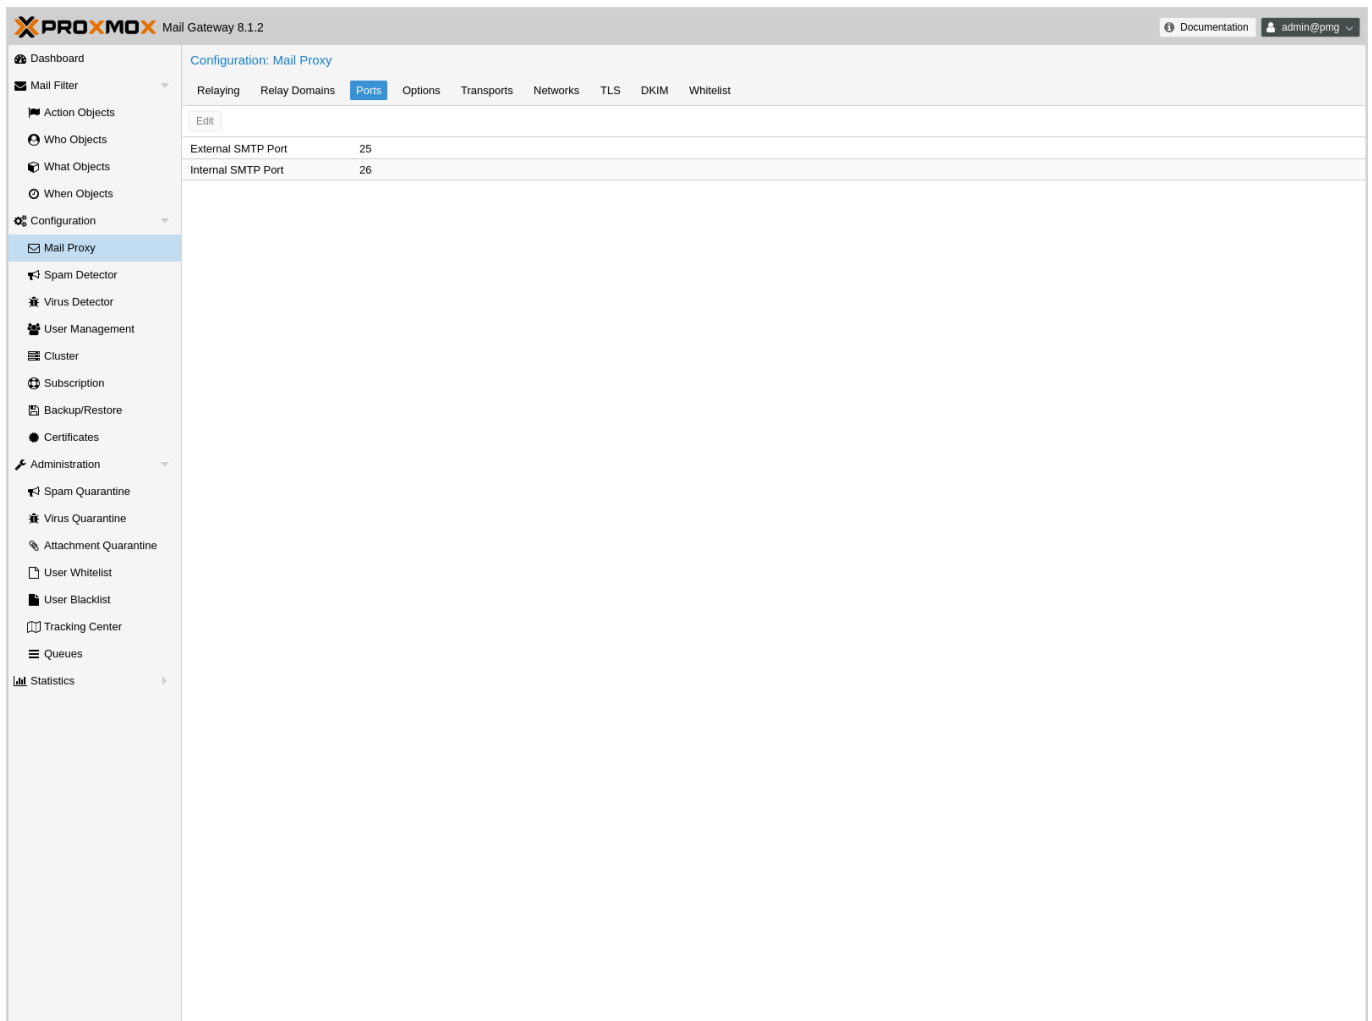 PROXMOX Mail Gateway 8.1.2
Documentation
admin@pmg
Dashboard
Mail Filter
Action Objects
Who Objects
What Objects
When Objects
Configuration
Mail Proxy
Spam Detector
Virus Detector
User Management
Cluster
Subscription
Backup/Restore
Certificates
Administration
Spam Quarantine
Virus Quarantine
Attachment Quarantine
User Whitelist
User Blacklist
Tracking Center
Queues
Statistics
Configuration: Mail Proxy
Relaying Relay Domains Ports Options Transports Networks TLS DKIM Whitelist
Edit
External SMTP Port 25
Internal SMTP Port 26